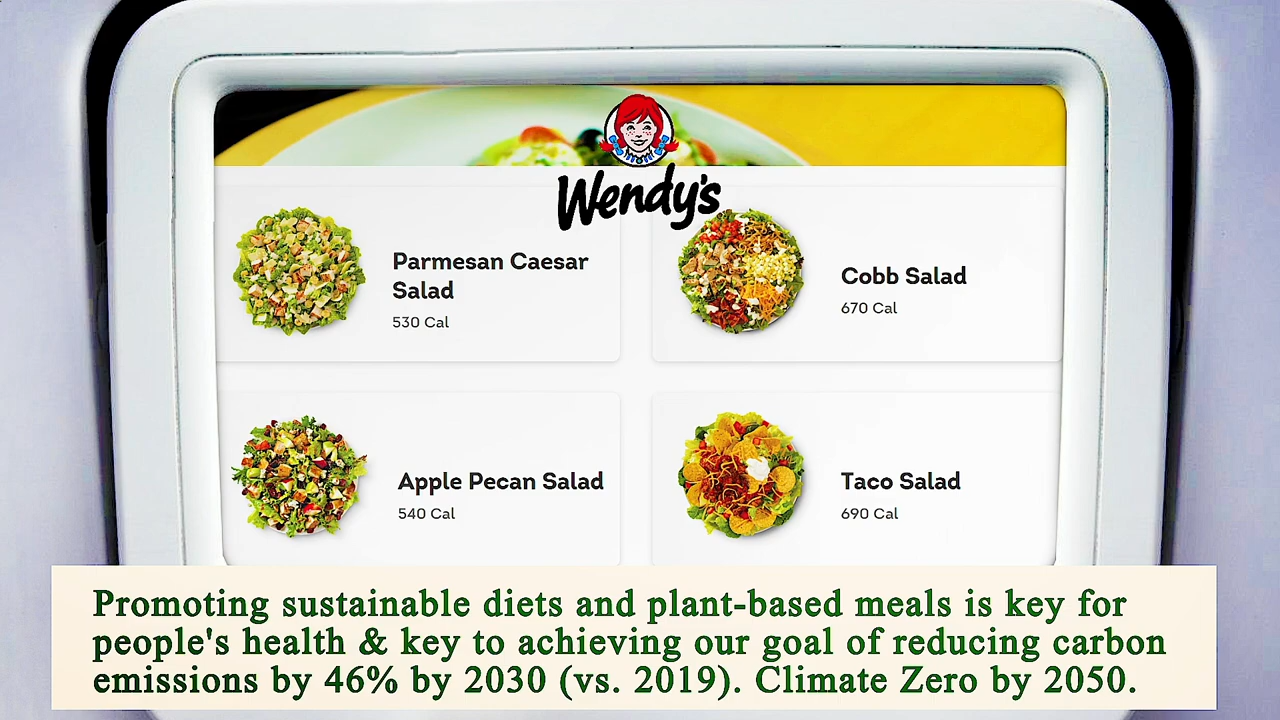 Wendy's
Parmesan Caesar
Salad
530 Cal
Cobb Salad
670 Cal
Apple Pecan Salad
540 Cal
Taco Salad
690 Cal
Promoting sustainable diets and plant-based meals is key for
people's health & key to achieving our goal of reducing carbon
emissions by 46% by 2030 (vs. 2019). Climate Zero by 2050.